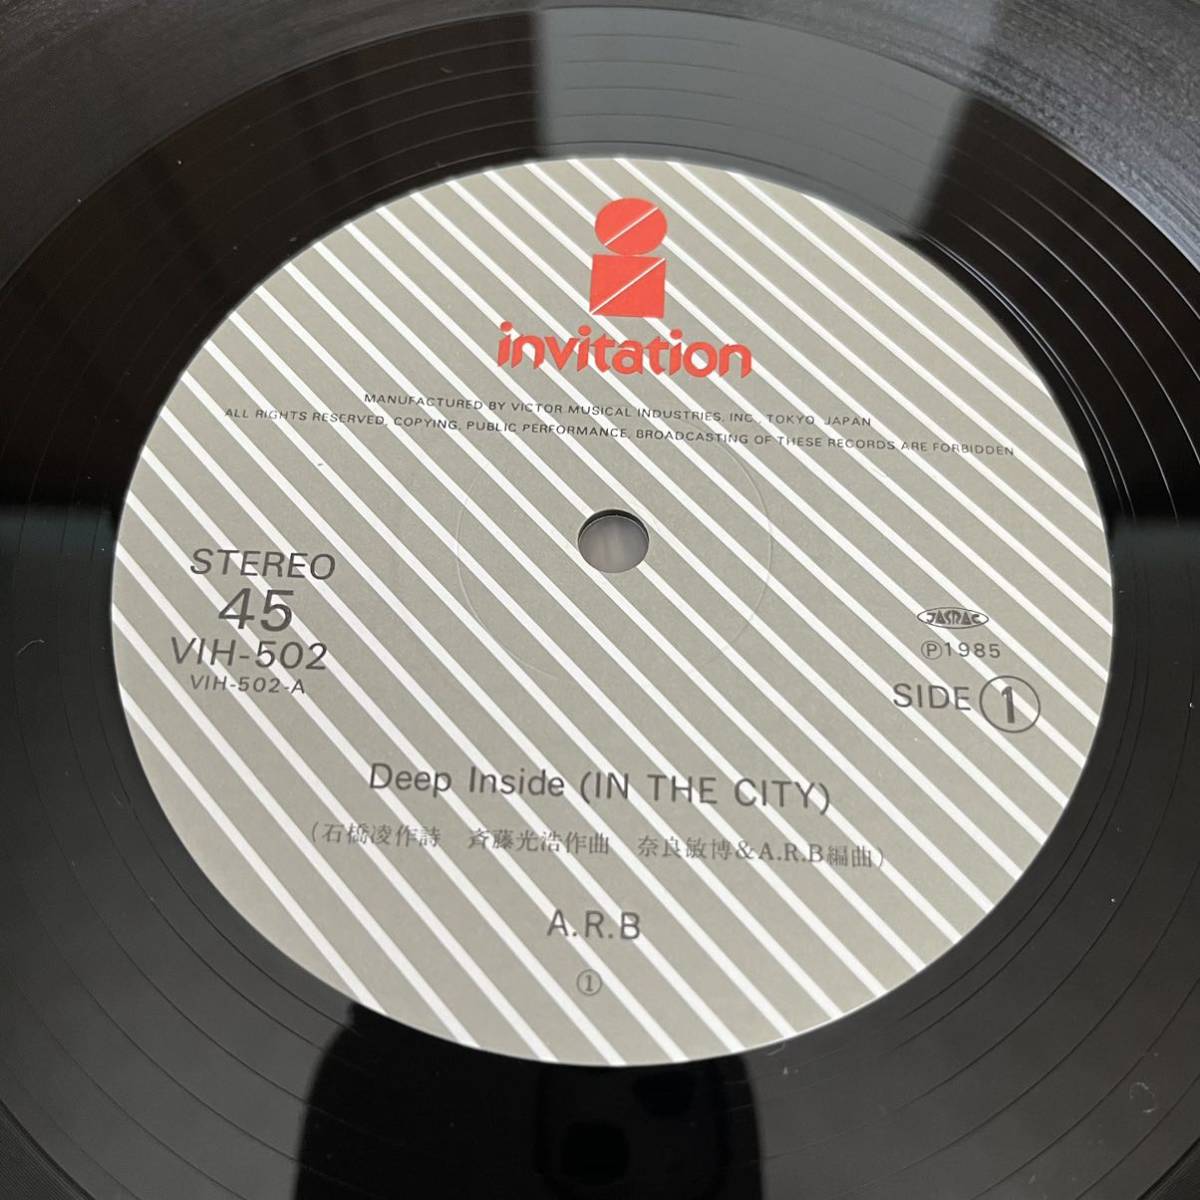 invitation
MANUFACTURED BY VICTOR MUSICAL INDUSTRIES, INC., TOKYO, JAPAN
ALL RIGHTS RESERVED, COPYING, PUBLIC PERFORMANCE, BROADCASTING OF THESE RECORDS ARE FORBIDDEN
STEREO
45
VIH-502
VIH-502-A
JASRAC
Ⓟ1985
SIDE ①
Deep Inside (IN THE CITY)
(石橋凌作詩 斉藤光浩作曲 奈良敏博&A.R.B編曲)
A.R.B
①